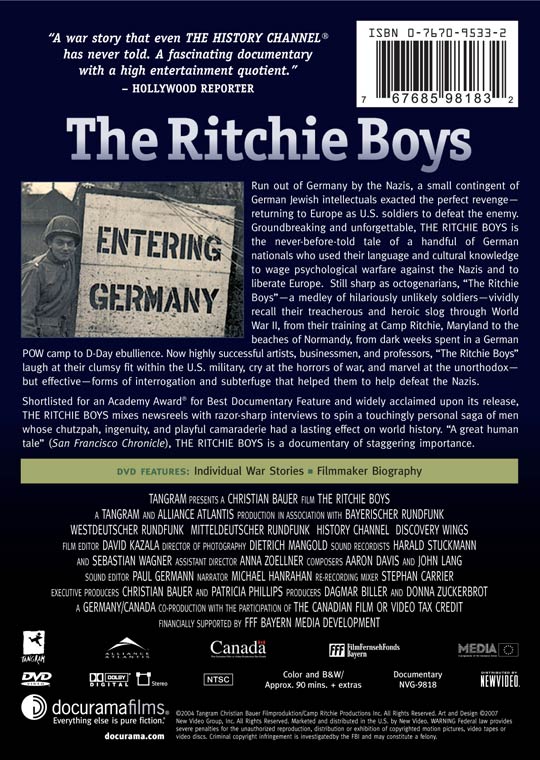 “A war story that even THE HISTORY CHANNEL®
has never told. A fascinating documentary
with a high entertainment quotient.”
– HOLLYWOOD REPORTER
ISBN 0-7670-9533-2
7 67685 98183 2
The Ritchie Boys
ENTERING
GERMANY
Run out of Germany by the Nazis, a small contingent of
German Jewish intellectuals exacted the perfect revenge—
returning to Europe as U.S. soldiers to defeat the enemy.
Groundbreaking and unforgettable, THE RITCHIE BOYS is
the never-before-told tale of a handful of German
nationals who used their language and cultural knowledge
to wage psychological warfare against the Nazis and to
liberate Europe. Still sharp as octogenarians, “The Ritchie
Boys”—a medley of hilariously unlikely soldiers—vividly
recall their treacherous and heroic slog through World
War II, from their training at Camp Ritchie, Maryland to the
beaches of Normandy, from dark weeks spent in a German
POW camp to D-Day ebullience. Now highly successful artists, businessmen, and professors, “The Ritchie Boys”
laugh at their clumsy fit within the U.S. military, cry at the horrors of war, and marvel at the unorthodox—
but effective—forms of interrogation and subterfuge that helped them to help defeat the Nazis.
Shortlisted for an Academy Award® for Best Documentary Feature and widely acclaimed upon its release,
THE RITCHIE BOYS mixes newsreels with razor-sharp interviews to spin a touchingly personal saga of men
whose chutzpah, ingenuity, and playful camaraderie had a lasting effect on world history. “A great human
tale” (San Francisco Chronicle), THE RITCHIE BOYS is a documentary of staggering importance.
DVD FEATURES: Individual War Stories ■ Filmmaker Biography
TANGRAM PRESENTS A CHRISTIAN BAUER FILM THE RITCHIE BOYS
A TANGRAM AND ALLIANCE ATLANTIS PRODUCTION IN ASSOCIATION WITH BAYERISCHER RUNDFUNK
WESTDEUTSCHER RUNDFUNK MITTELDEUTSCHER RUNDFUNK HISTORY CHANNEL DISCOVERY WINGS
FILM EDITOR DAVID KAZALA DIRECTOR OF PHOTOGRAPHY DIETRICH MANGOLD SOUND RECORDISTS HARALD STUCKMANN
AND SEBASTIAN WAGNER ASSISTANT DIRECTOR ANNA ZOELLNER COMPOSERS AARON DAVIS AND JOHN LANG
SOUND EDITOR PAUL GERMANN NARRATOR MICHAEL HANRAHAN RE-RECORDING MIXER STEPHAN CARRIER
EXECUTIVE PRODUCERS CHRISTIAN BAUER AND PATRICIA PHILLIPS PRODUCERS DAGMAR BILLER AND DONNA ZUCKERBROT
A GERMANY/CANADA CO-PRODUCTION WITH THE PARTICIPATION OF THE CANADIAN FILM OR VIDEO TAX CREDIT
FINANCIALLY SUPPORTED BY FFF BAYERN MEDIA DEVELOPMENT
TANGRAM
ALLIANCE ATLANTIS
Canada
FilmFernsehFonds
Bayern
MEDIA
DVD VIDEO
DOLBY DIGITAL
Stereo
NTSC
Color and B&W/
Approx. 90 mins. + extras
Documentary
NVG-9818
DISTRIBUTED BY
NEWVIDEO.
docuramafilms®
Everything else is pure fiction.™
docurama.com
©2004 Tangram Christian Bauer Filmproduktion/Camp Ritchie Productions Inc. All Rights Reserved. Art and Design ©2007
New Video Group, Inc. All Rights Reserved. Marketed and distributed in the U.S. by New Video. WARNING Federal law provides
severe penalties for the unauthorized reproduction, distribution or exhibition of copyrighted motion pictures, video tapes or
video discs. Criminal copyright infringement is investigatedby the FBI and may constitute a felony.